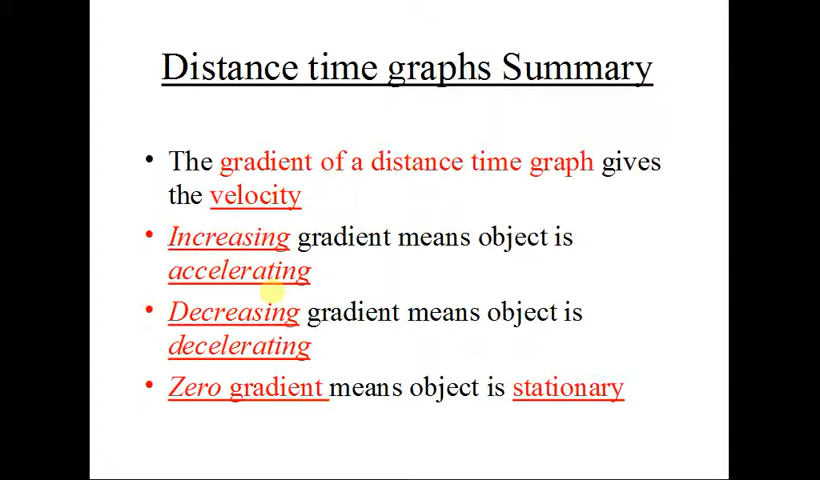 Distance time graphs Summary
• The gradient of a distance time graph gives
the velocity
• Increasing gradient means object is
accelerating
• Decreasing gradient means object is
decelerating
• Zero gradient means object is stationary